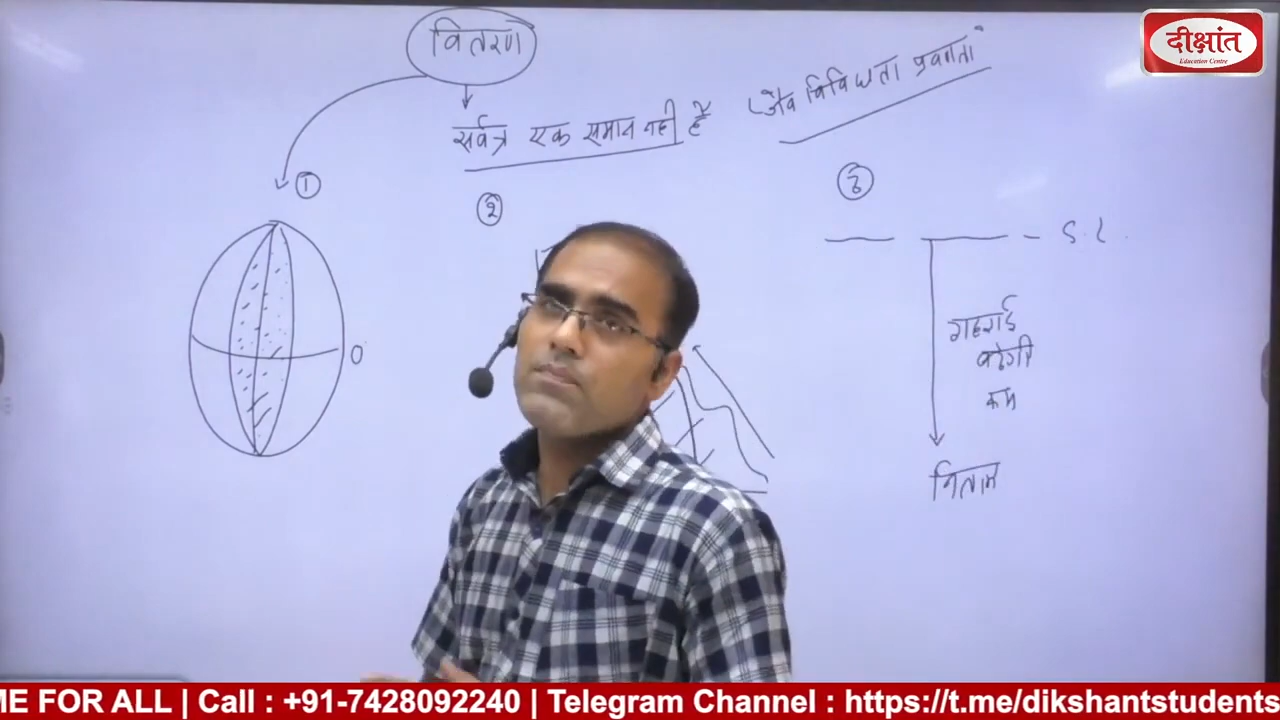 वितरण
सर्वत्र एक समान नही है
जैव विविधता प्रवणता
①
②
③
0
S.L.
गहराई
बढेगी
कम
नितल
दीक्षांत
Education Centre
ME FOR ALL | Call : +91-7428092240 | Telegram Channel : https://t.me/dikshantstudents